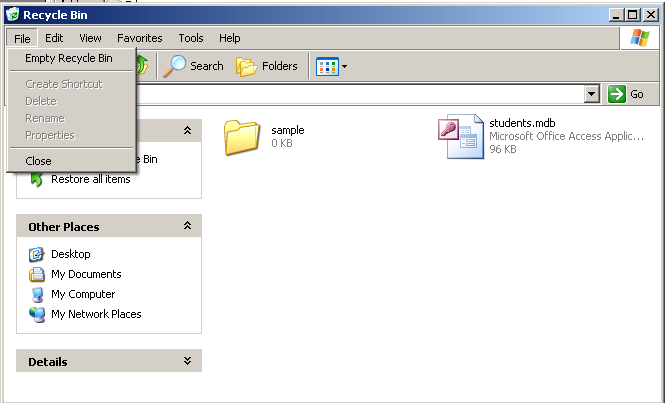 Recycle Bin
File Edit View Favorites Tools Help
Empty Recycle Bin
Create Shortcut
Delete
Rename
Properties
Close
Search Folders
Go
Bin
Restore all items
Other Places
Desktop
My Documents
My Computer
My Network Places
Details
sample
0 KB
students.mdb
Microsoft Office Access Applic...
96 KB